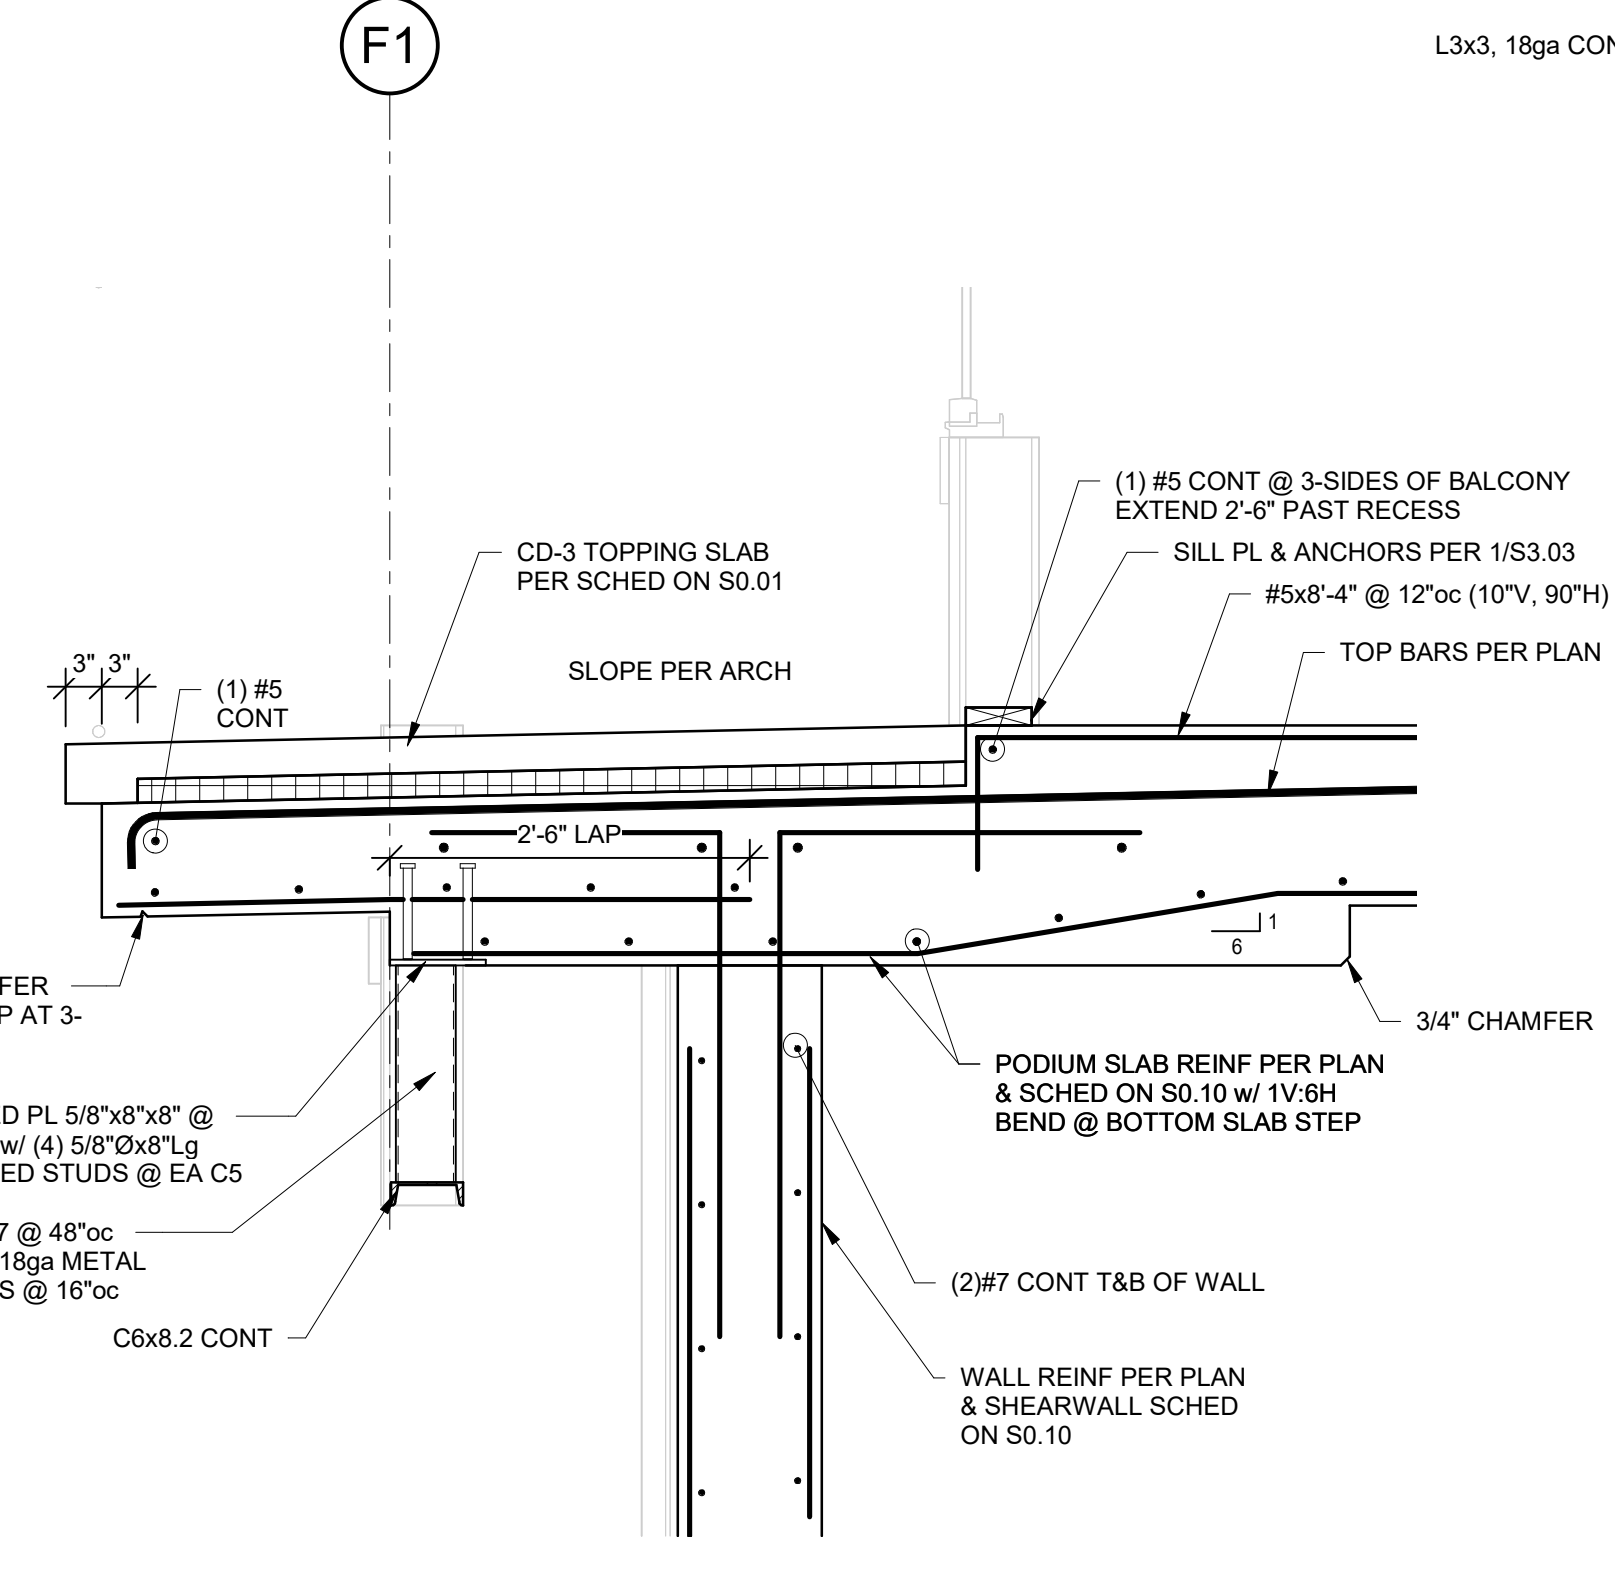 F1
L3x3, 18ga CON
(1) #5 CONT @ 3-SIDES OF BALCONY
EXTEND 2'-6" PAST RECESS
CD-3 TOPPING SLAB
PER SCHED ON S0.01
SILL PL & ANCHORS PER 1/S3.03
#5x8'-4" @ 12"oc (10"V, 90"H)
SLOPE PER ARCH
TOP BARS PER PLAN
3" 3"
(1) #5
CONT
2'-6" LAP
1
6
FER
P AT 3-
3/4" CHAMFER
PODIUM SLAB REINF PER PLAN
& SCHED ON S0.10 w/ 1V:6H
BEND @ BOTTOM SLAB STEP
ED PL 5/8"x8"x8" @
w/ (4) 5/8"Øx8"Lg
ED STUDS @ EA C5
7 @ 48"oc
18ga METAL
S @ 16"oc
(2)#7 CONT T&B OF WALL
C6x8.2 CONT
WALL REINF PER PLAN
& SHEARWALL SCHED
ON S0.10